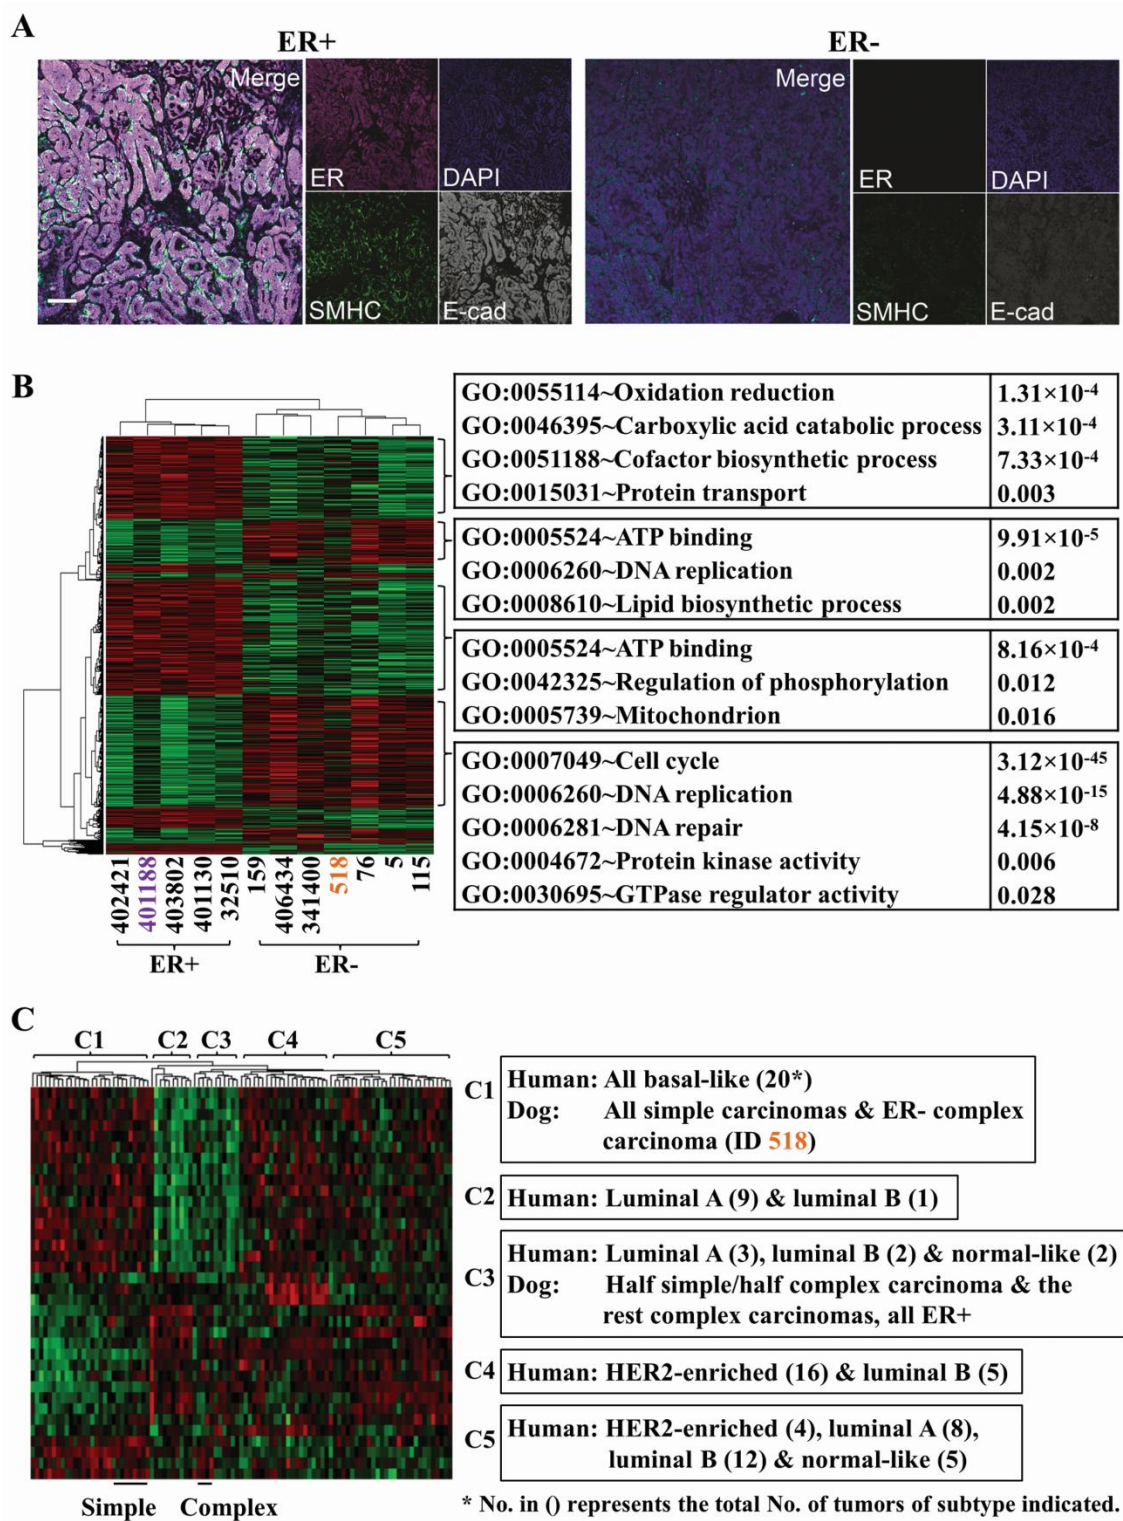 A
ER+
ER-
Merge
ER
DAPI
SMHC
E-cad
Merge
ER
DAPI
SMHC
E-cad
B
GO:0055114~Oxidation reduction 1.31×10-4
GO:0046395~Carboxylic acid catabolic process 3.11×10-4
GO:0051188~Cofactor biosynthetic process 7.33×10-4
GO:0015031~Protein transport 0.003
GO:0005524~ATP binding 9.91×10-5
GO:0006260~DNA replication 0.002
GO:0008610~Lipid biosynthetic process 0.002
GO:0005524~ATP binding 8.16×10-4
GO:0042325~Regulation of phosphorylation 0.012
GO:0005739~Mitochondrion 0.016
GO:0007049~Cell cycle 3.12×10-45
GO:0006281~DNA replication 4.88×10-15
GO:0006281~DNA repair 4.15×10-8
GO:0004672~Protein kinase activity 0.006
GO:0030695~GTPase regulator activity 0.028
402421
401188
403802
401130
32510
159
406434
341400
518
76
5
115
ER+
ER-
C
C1 C2 C3 C4 C5
C1
Human: All basal-like (20*)
Dog: All simple carcinomas & ER- complex
carcinoma (ID 518)
C2
Human: Luminal A (9) & luminal B (1)
C3
Human: Luminal A (3), luminal B (2) & normal-like (2)
Dog: Half simple/half complex carcinoma & the
rest complex carcinomas, all ER+
C4
Human: HER2-enriched (16) & luminal B (5)
C5
Human: HER2-enriched (4), luminal A (8),
luminal B (12) & normal-like (5)
Simple Complex
* No. in () represents the total No. of tumors of subtype indicated.